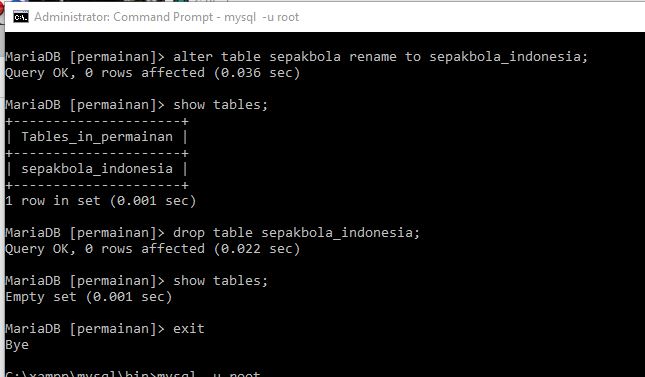 Administrator: Command Prompt - mysql -u root
MariaDB [permainan]> alter table sepakbola rename to sepakbola_indonesia;
Query OK, 0 rows affected (0.036 sec)
MariaDB [permainan]> show tables;
+---------------------+
| Tables_in_permainan |
+---------------------+
| sepakbola_indonesia |
+---------------------+
1 row in set (0.001 sec)
MariaDB [permainan]> drop table sepakbola_indonesia;
Query OK, 0 rows affected (0.022 sec)
MariaDB [permainan]> show tables;
Empty set (0.001 sec)
MariaDB [permainan]> exit
Bye
C:\xampp\mysql\bin>mysql -u root